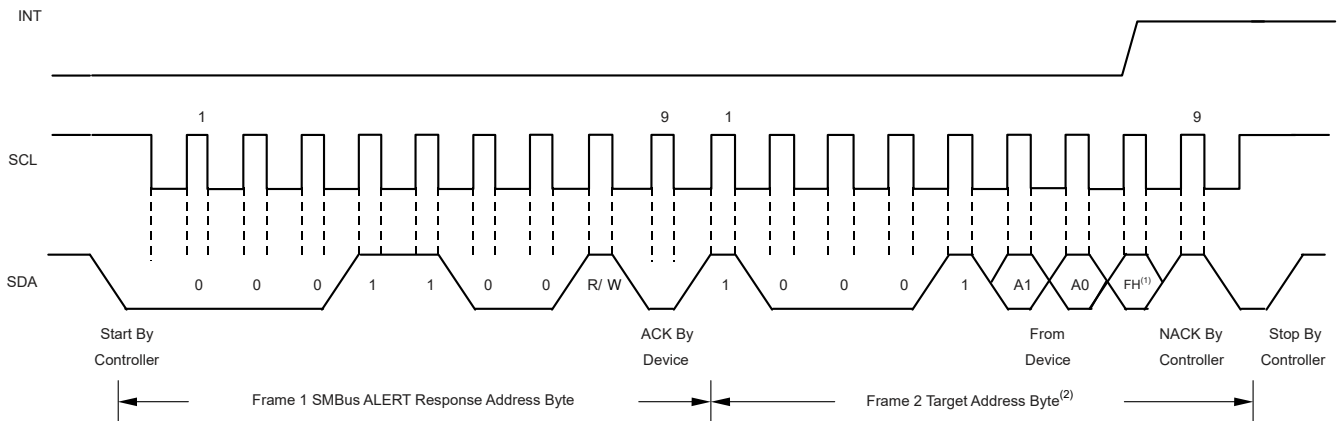 INT
1 9 1 9
SCL
SDA
0 0 0 1 1 0 0 R/ W 1 0 0 0 1 A1 A0 FH(1)
Start By
Controller
ACK By
Device
From
Device
NACK By
Controller
Stop By
Controller
Frame 1 SMBus ALERT Response Address Byte
Frame 2 Target Address Byte(2)